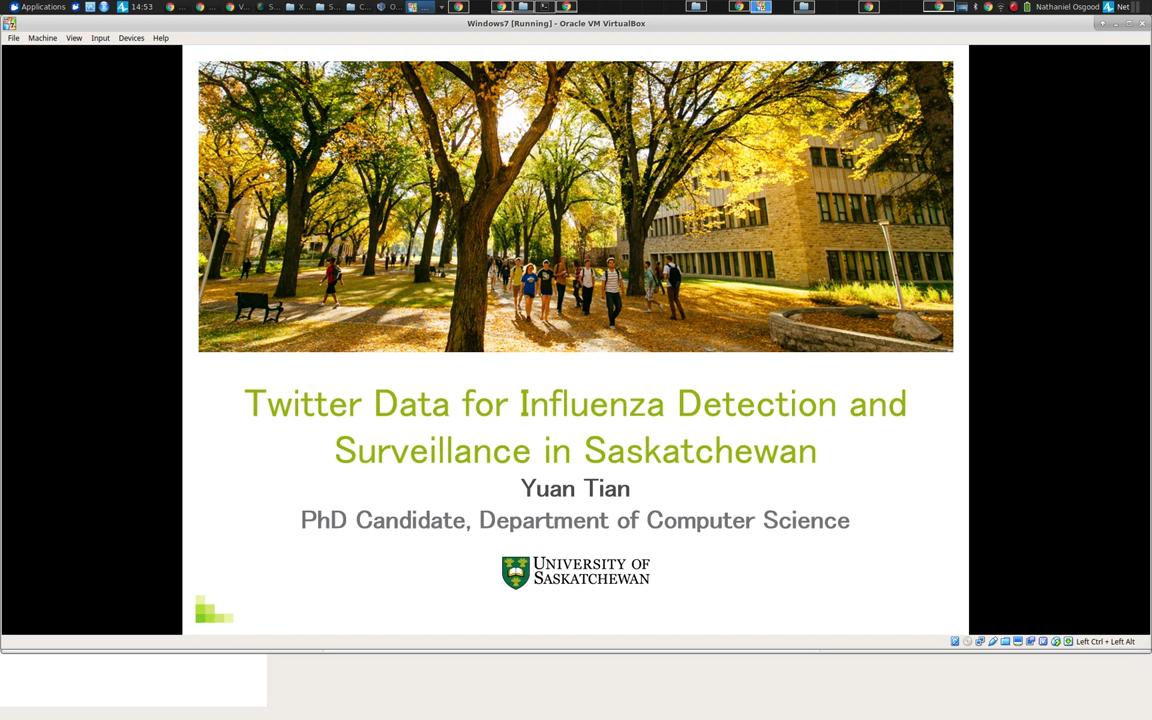 Applications
14:53
V...
S...
X...
S...
C...
O...
...
Nathaniel Osgood
Net
Windows7 [Running] - Oracle VM VirtualBox
File Machine View Input Devices Help
Twitter Data for Influenza Detection and
Surveillance in Saskatchewan
Yuan Tian
PhD Candidate, Department of Computer Science
UNIVERSITY OF
SASKATCHEWAN
Left Ctrl + Left Alt